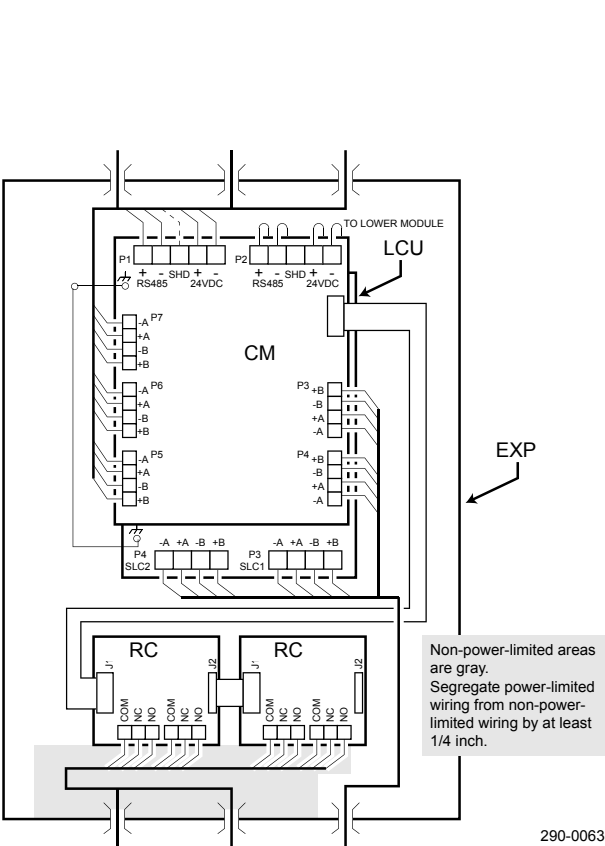 TO LOWER MODULE
LCU
P1
+ - SHD + -
RS485 24VDC
P2
+ - SHD + -
RS485 24VDC
CM
P7
-A
+A
-B
+B
P6
-A
+A
-B
+B
P5
-A
+A
-B
+B
P3
+B
-B
+A
-A
P4
+B
-B
+A
-A
EXP
P4
SLC2
-A +A -B +B
P3
SLC1
-A +A -B +B
RC
J1
J2
COM NC NO COM NC NO
RC
J1
J2
COM NC NO COM NC NO
Non-power-limited areas
are gray.
Segregate power-limited
wiring from non-power-
limited wiring by at least
1/4 inch.
290-0063